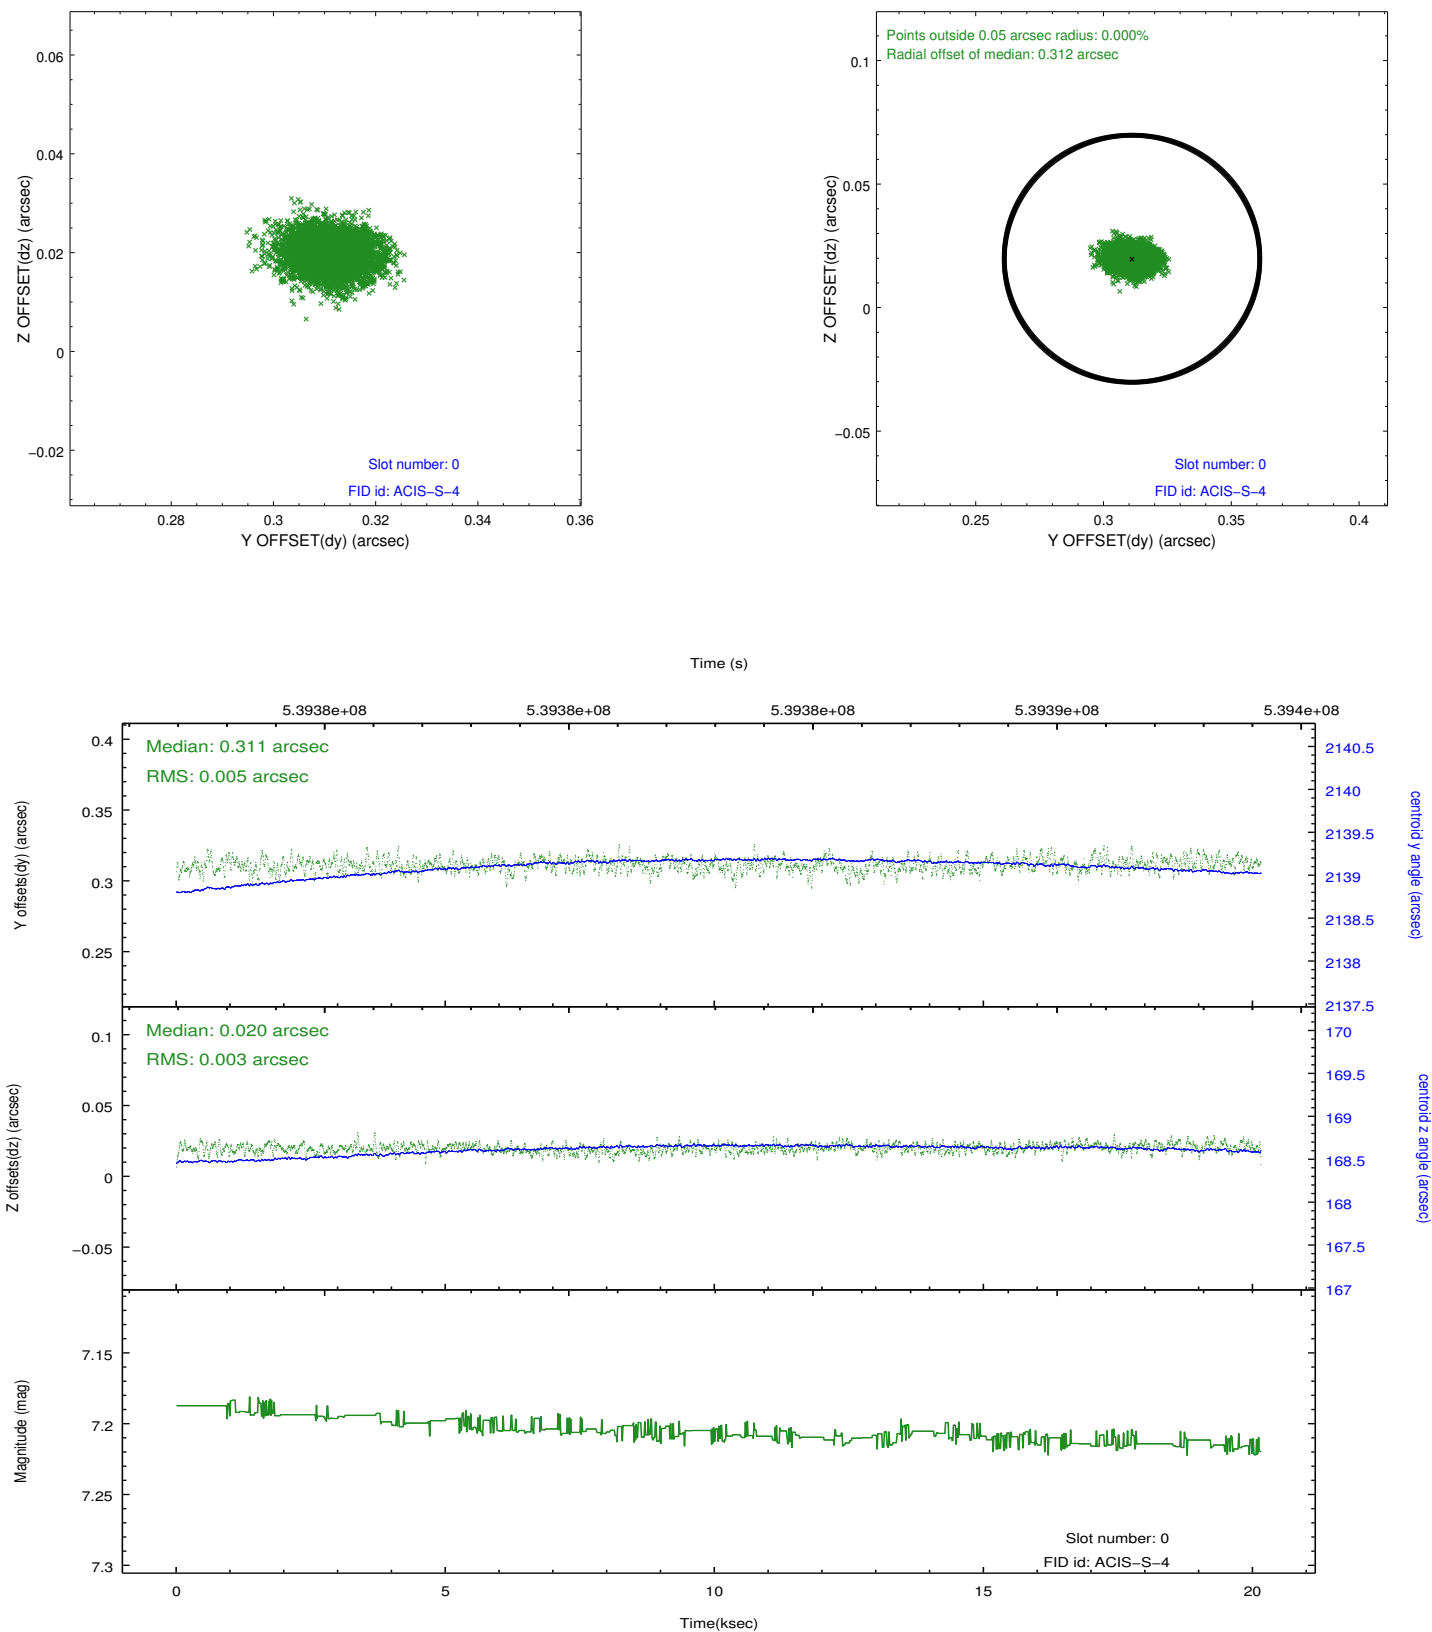 0.06
0.04
0.02
0
−0.02
Z OFFSET(dz) (arcsec)
Slot number: 0
FID id: ACIS−S−4
0.28
0.3
0.32
0.34
0.36
Y OFFSET(dy) (arcsec)
Points outside 0.05 arcsec radius: 0.000%
Radial offset of median: 0.312 arcsec
0.1
0.05
0
−0.05
Z OFFSET(dz) (arcsec)
Slot number: 0
FID id: ACIS−S−4
0.25
0.3
0.35
0.4
Y OFFSET(dy) (arcsec)
Time (s)
5.3938e+08
5.3938e+08
5.3938e+08
5.3939e+08
5.394e+08
Median: 0.311 arcsec
RMS: 0.005 arcsec
0.4
0.35
0.3
0.25
Y offsets(dy) (arcsec)
2140.5
2140
2139.5
2139
2138.5
2138
2137.5
centroid y angle (arcsec)
Median: 0.020 arcsec
RMS: 0.003 arcsec
0.1
0.05
0
−0.05
Z offsets(dz) (arcsec)
170
169.5
169
168.5
168
167.5
167
centroid z angle (arcsec)
7.15
7.2
7.25
7.3
Magnitude (mag)
Slot number: 0
FID id: ACIS−S−4
0
5
10
15
20
Time(ksec)